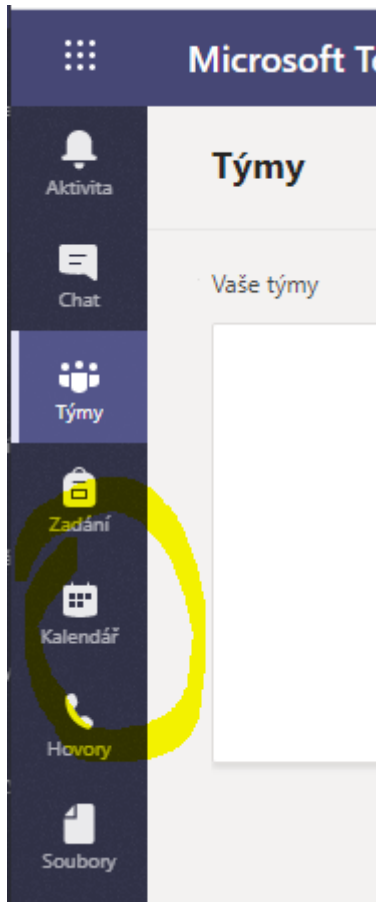 Microsoft
Týmy
Vaše týmy
Aktivita
Chat
Týmy
Zadání
Kalendář
Hovory
Soubory